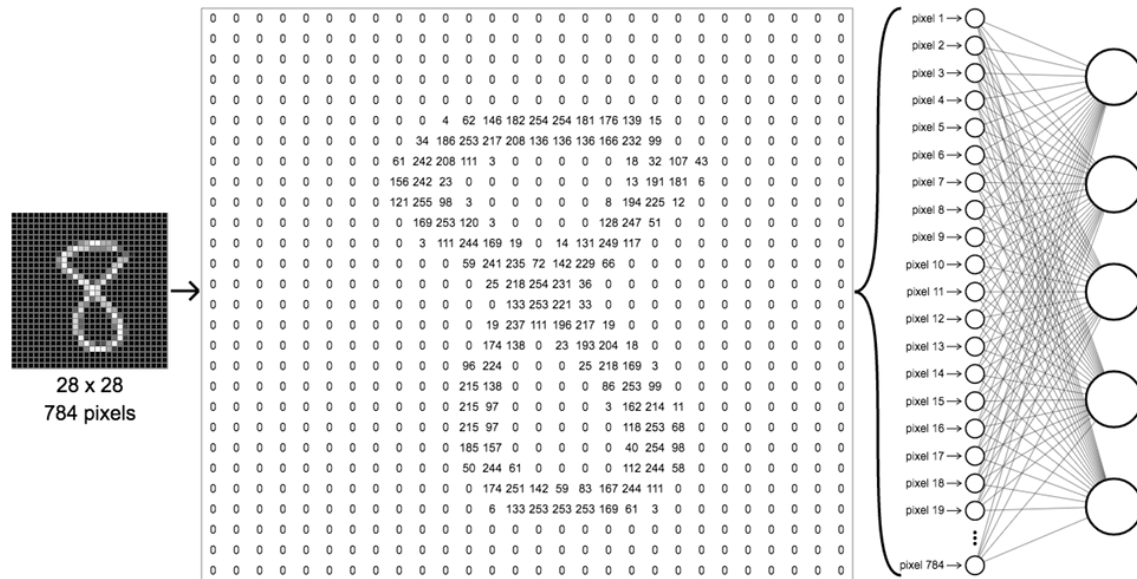 0 0 0 0 0 0 0 0 0 0 0 0 0 0 0 0 0 0 0 0 0 0 0 0 0 0 0 0
0 0 0 0 0 0 0 0 0 0 0 0 0 0 0 0 0 0 0 0 0 0 0 0 0 0 0 0
0 0 0 0 0 0 0 0 0 0 0 0 0 0 0 0 0 0 0 0 0 0 0 0 0 0 0 0
0 0 0 0 0 0 0 0 0 0 0 0 0 0 0 0 0 0 0 0 0 0 0 0 0 0 0 0
0 0 0 0 0 0 0 0 0 0 0 0 0 0 0 0 0 0 0 0 0 0 0 0 0 0 0 0
0 0 0 0 0 0 0 0 0 0 4 62 146 182 254 254 181 176 139 15 0 0 0 0 0 0 0 0
0 0 0 0 0 0 0 0 0 34 186 253 217 208 136 136 136 166 232 99 0 0 0 0 0 0 0 0
0 0 0 0 0 0 0 0 61 242 208 111 3 0 0 0 0 0 18 32 107 43 0 0 0 0 0 0
0 0 0 0 0 0 0 0 156 242 23 0 0 0 0 0 0 0 13 191 181 6 0 0 0 0 0 0
0 0 0 0 0 0 0 0 121 255 98 3 0 0 0 0 0 8 194 225 12 0 0 0 0 0 0 0
0 0 0 0 0 0 0 0 0 169 253 120 3 0 0 0 0 128 247 51 0 0 0 0 0 0 0 0
0 0 0 0 0 0 0 0 0 3 111 244 169 19 0 14 131 249 117 0 0 0 0 0 0 0 0 0
0 0 0 0 0 0 0 0 0 0 0 59 241 235 72 142 229 66 0 0 0 0 0 0 0 0 0 0
0 0 0 0 0 0 0 0 0 0 0 0 25 218 254 231 36 0 0 0 0 0 0 0 0 0 0 0
0 0 0 0 0 0 0 0 0 0 0 0 0 133 253 221 33 0 0 0 0 0 0 0 0 0 0 0
0 0 0 0 0 0 0 0 0 0 0 0 19 237 111 196 217 19 0 0 0 0 0 0 0 0 0 0
0 0 0 0 0 0 0 0 0 0 0 0 174 138 0 23 193 204 18 0 0 0 0 0 0 0 0 0
0 0 0 0 0 0 0 0 0 0 0 96 224 0 0 0 25 218 169 3 0 0 0 0 0 0 0 0
0 0 0 0 0 0 0 0 0 0 0 215 138 0 0 0 0 86 253 99 0 0 0 0 0 0 0 0
0 0 0 0 0 0 0 0 0 0 0 215 97 0 0 0 0 3 162 214 11 0 0 0 0 0 0 0
0 0 0 0 0 0 0 0 0 0 0 215 97 0 0 0 0 0 118 253 68 0 0 0 0 0 0 0
0 0 0 0 0 0 0 0 0 0 0 185 157 0 0 0 0 0 40 254 98 0 0 0 0 0 0 0
0 0 0 0 0 0 0 0 0 0 0 50 244 61 0 0 0 0 112 244 58 0 0 0 0 0 0 0
0 0 0 0 0 0 0 0 0 0 0 0 174 251 142 59 83 167 244 111 0 0 0 0 0 0 0 0
0 0 0 0 0 0 0 0 0 0 0 0 6 133 253 253 253 169 61 3 0 0 0 0 0 0 0 0
0 0 0 0 0 0 0 0 0 0 0 0 0 0 0 0 0 0 0 0 0 0 0 0 0 0 0 0
0 0 0 0 0 0 0 0 0 0 0 0 0 0 0 0 0 0 0 0 0 0 0 0 0 0 0 0
0 0 0 0 0 0 0 0 0 0 0 0 0 0 0 0 0 0 0 0 0 0 0 0 0 0 0 0
28 x 28
784 pixels
pixel 1
pixel 2
pixel 3
pixel 4
pixel 5
pixel 6
pixel 7
pixel 8
pixel 9
pixel 10
pixel 11
pixel 12
pixel 13
pixel 14
pixel 15
pixel 16
pixel 17
pixel 18
pixel 19
pixel 784